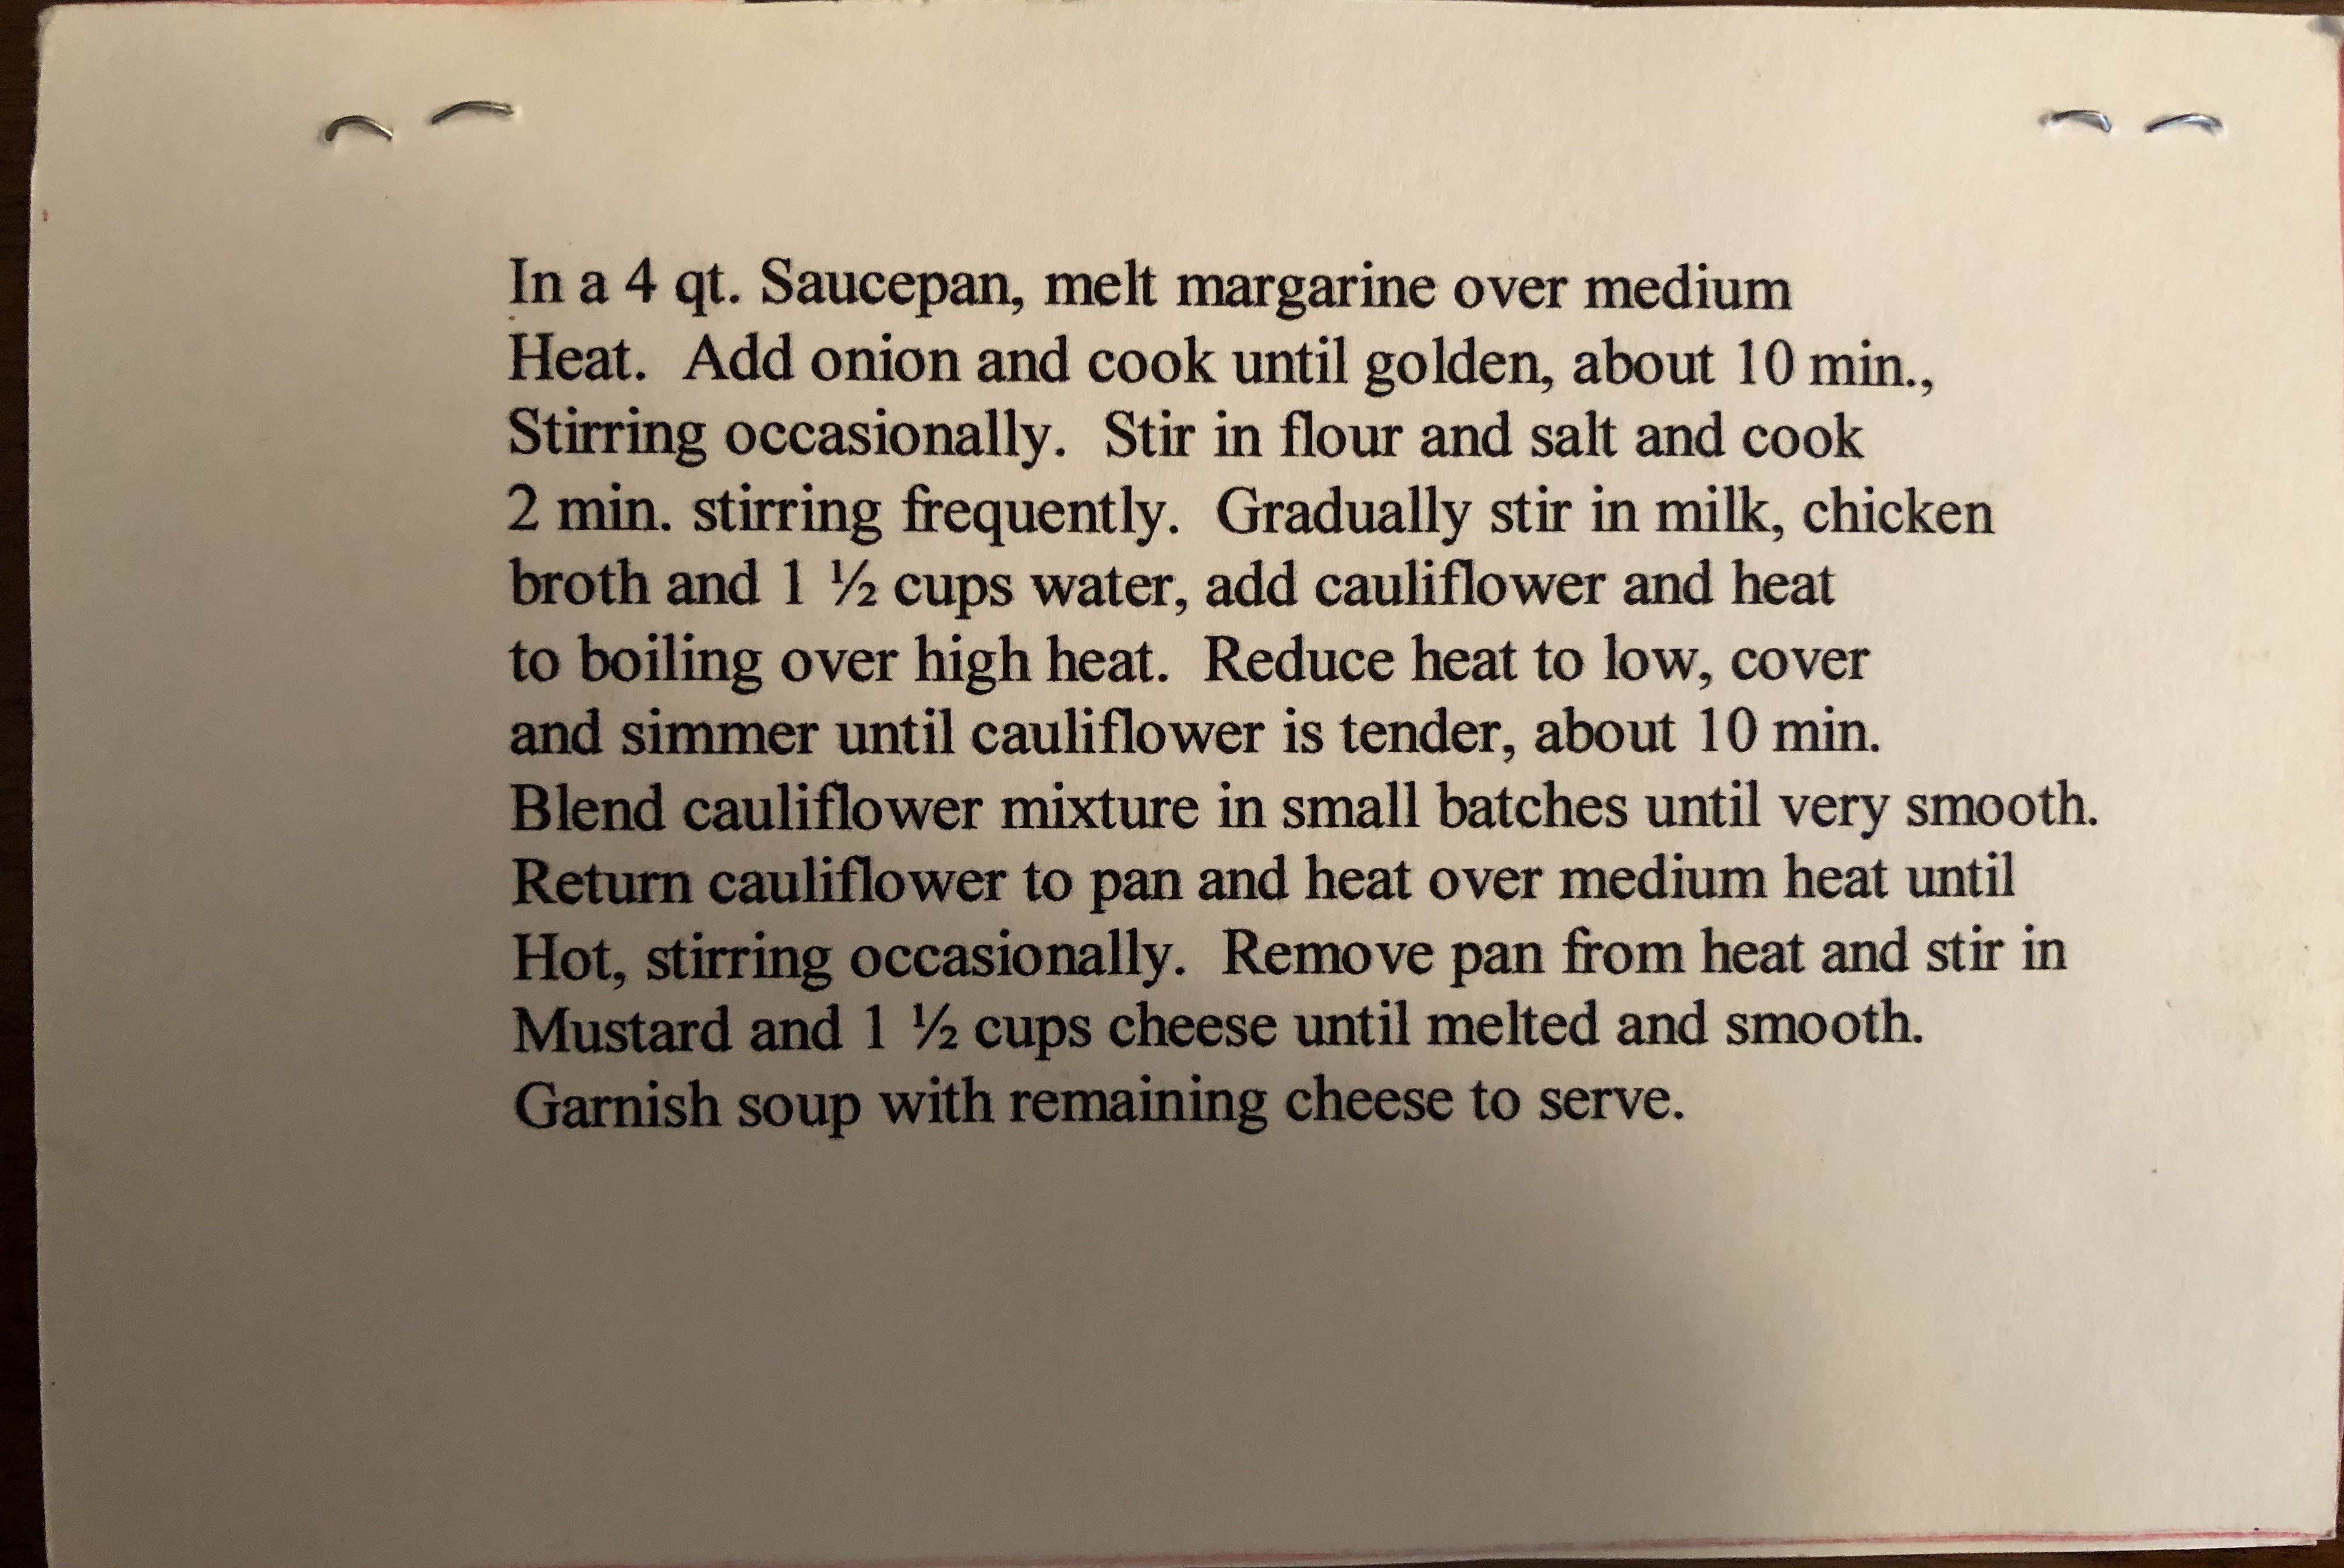 In a 4 qt. Saucepan, melt margarine over medium
Heat.  Add onion and cook until golden, about 10 min.,
Stirring occasionally.  Stir in flour and salt and cook
2 min. stirring frequently.  Gradually stir in milk, chicken
broth and 1 ½ cups water, add cauliflower and heat
to boiling over high heat.  Reduce heat to low, cover
and simmer until cauliflower is tender, about 10 min.
Blend cauliflower mixture in small batches until very smooth.
Return cauliflower to pan and heat over medium heat until
Hot, stirring occasionally.  Remove pan from heat and stir in
Mustard and 1 ½ cups cheese until melted and smooth.
Garnish soup with remaining cheese to serve.